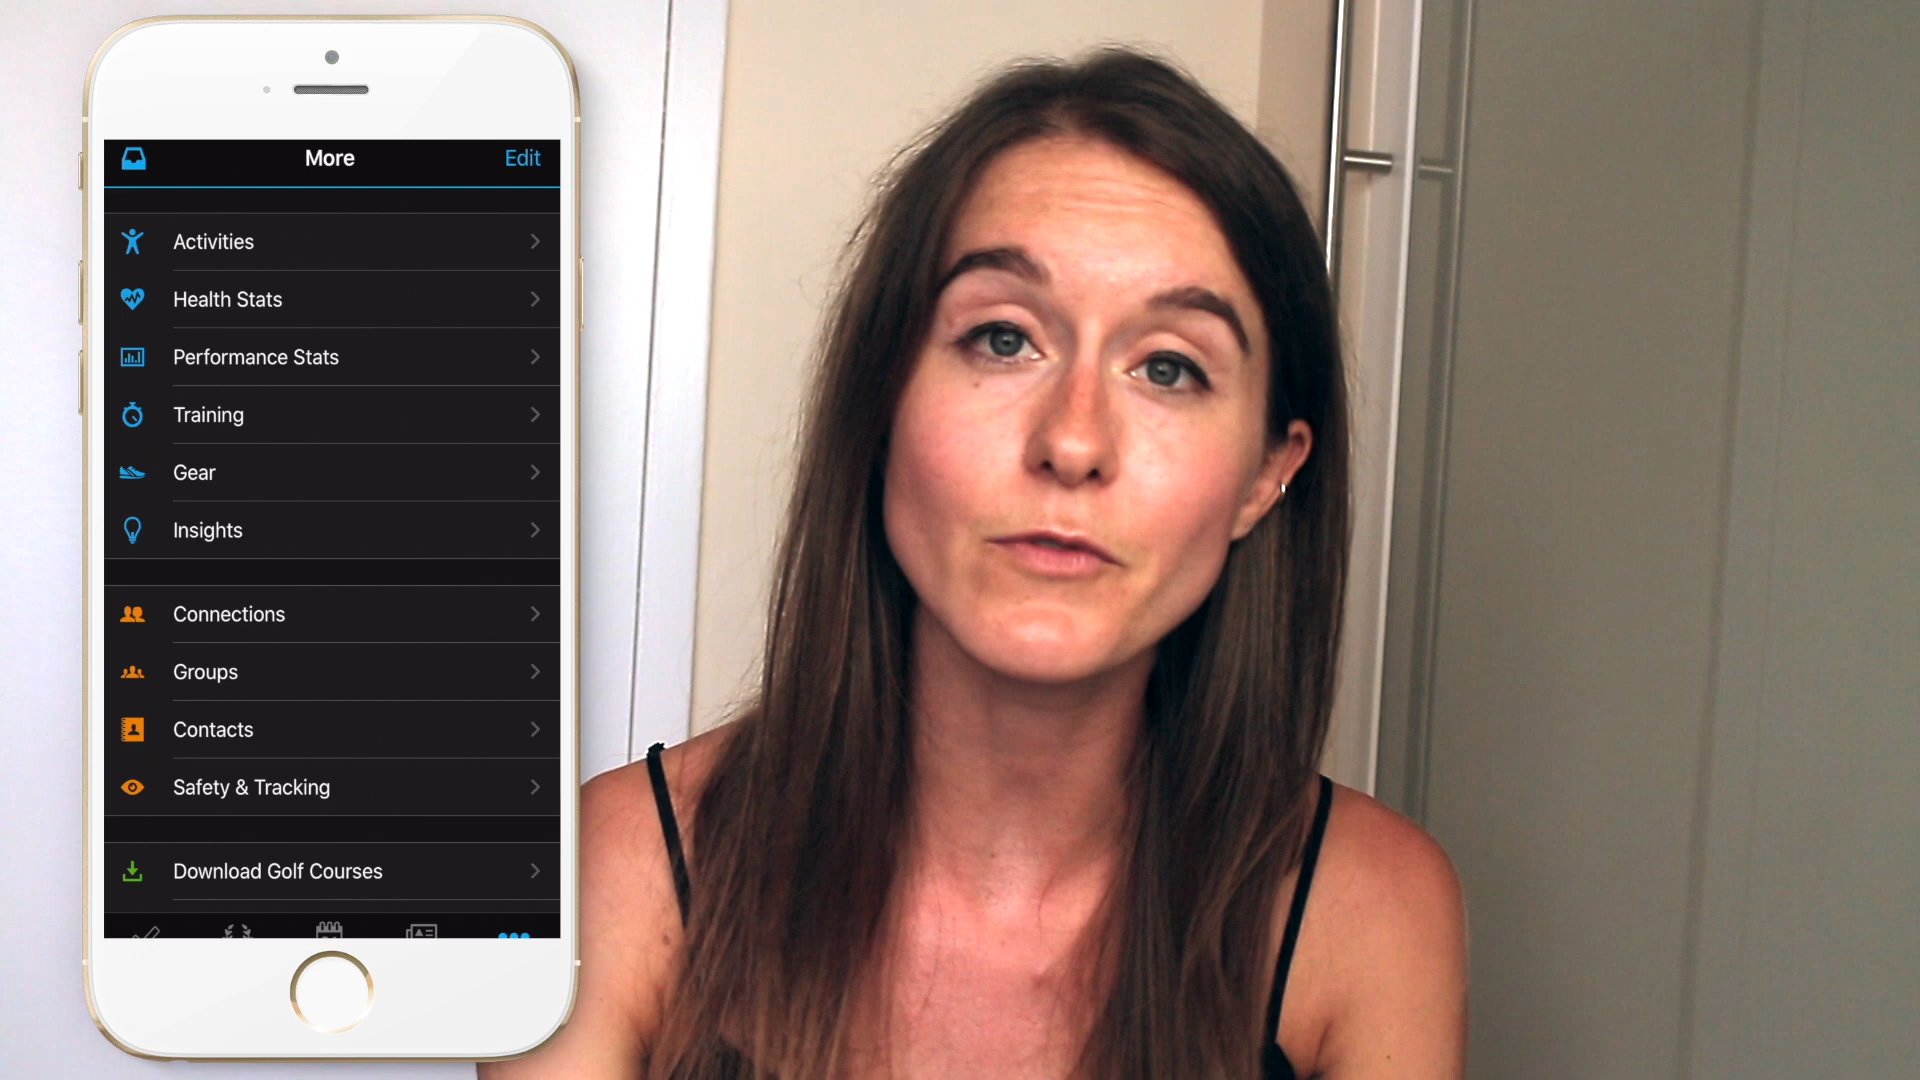 More
Edit
Activities
Health Stats
Performance Stats
Training
Gear
Insights
Connections
Groups
Contacts
Safety & Tracking
Download Golf Courses